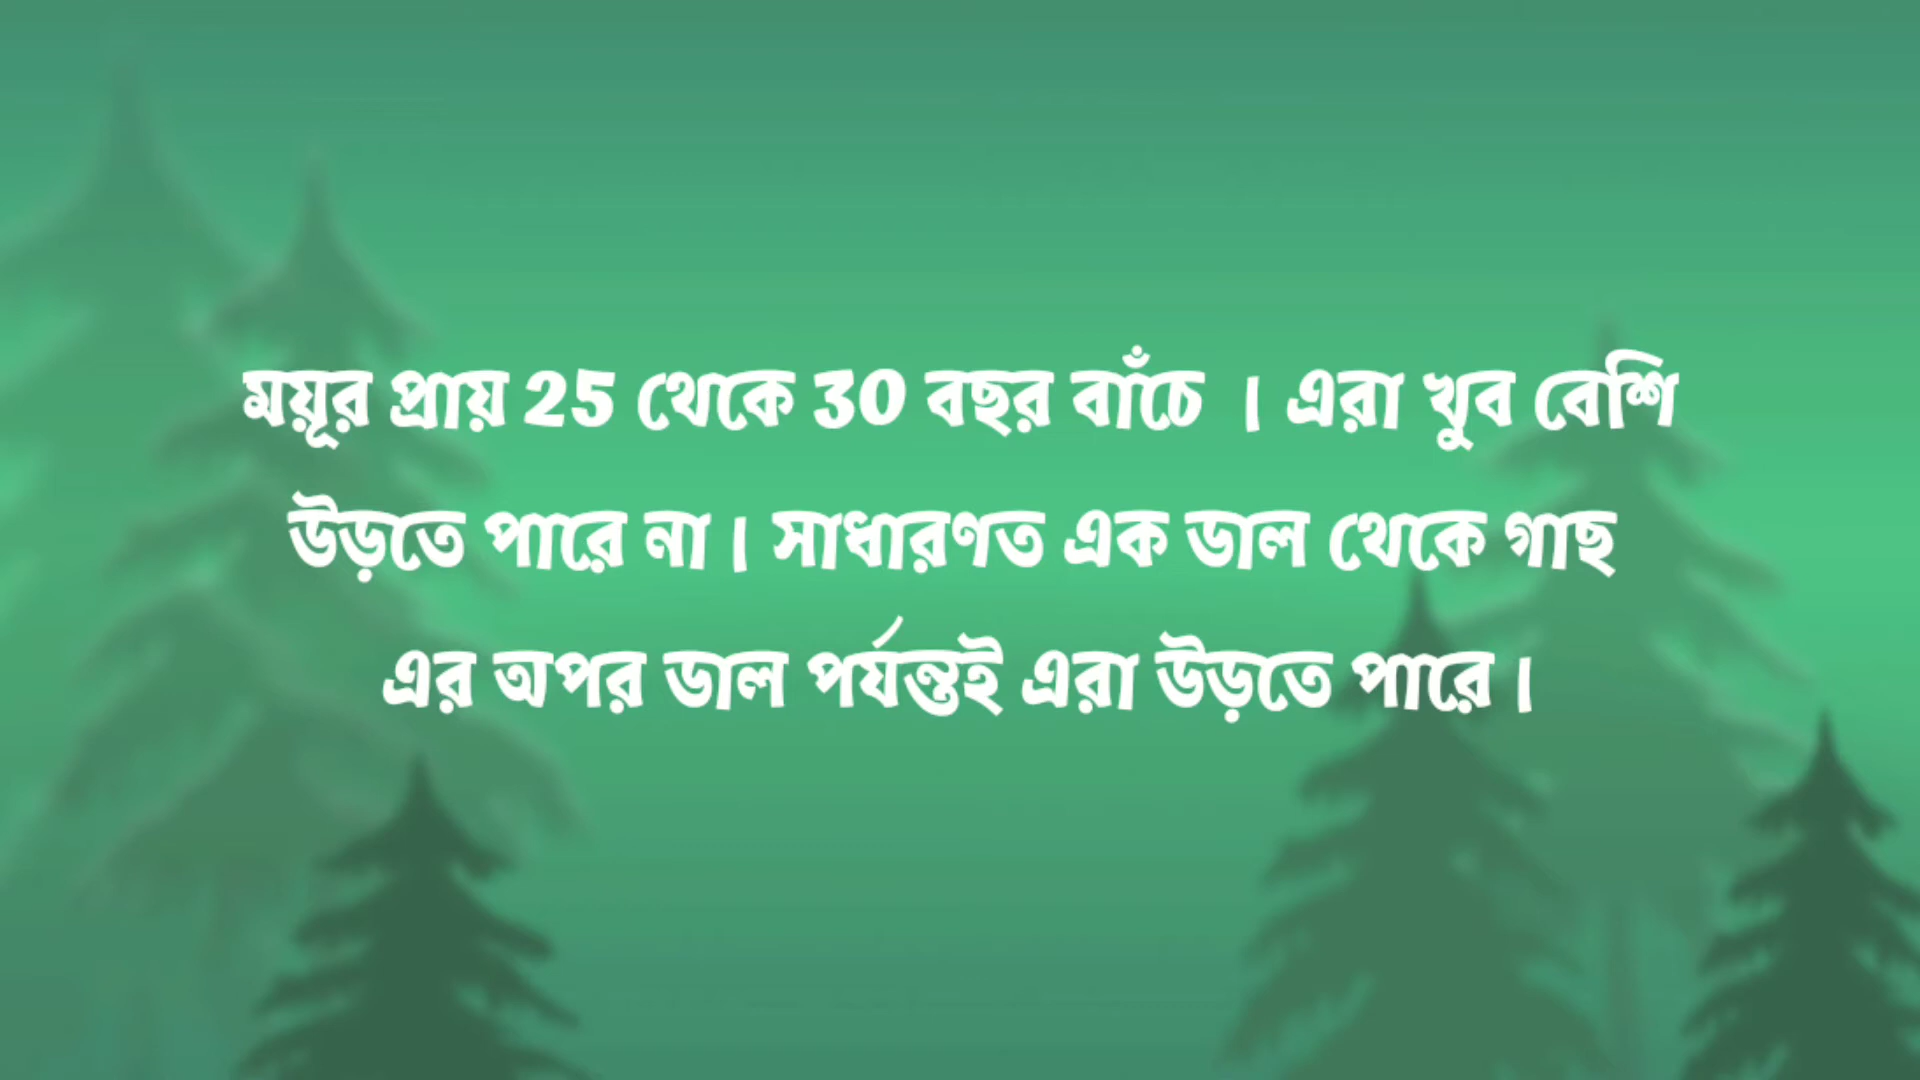 ময়ূর প্রায় 25 থেকে 30 বছর বাঁচে । এরা খুব বেশি
উড়তে পারে না। সাধারণত এক ডাল থেকে গাছ
এর অপর ডাল পর্যন্তই এরা উড়তে পারে।